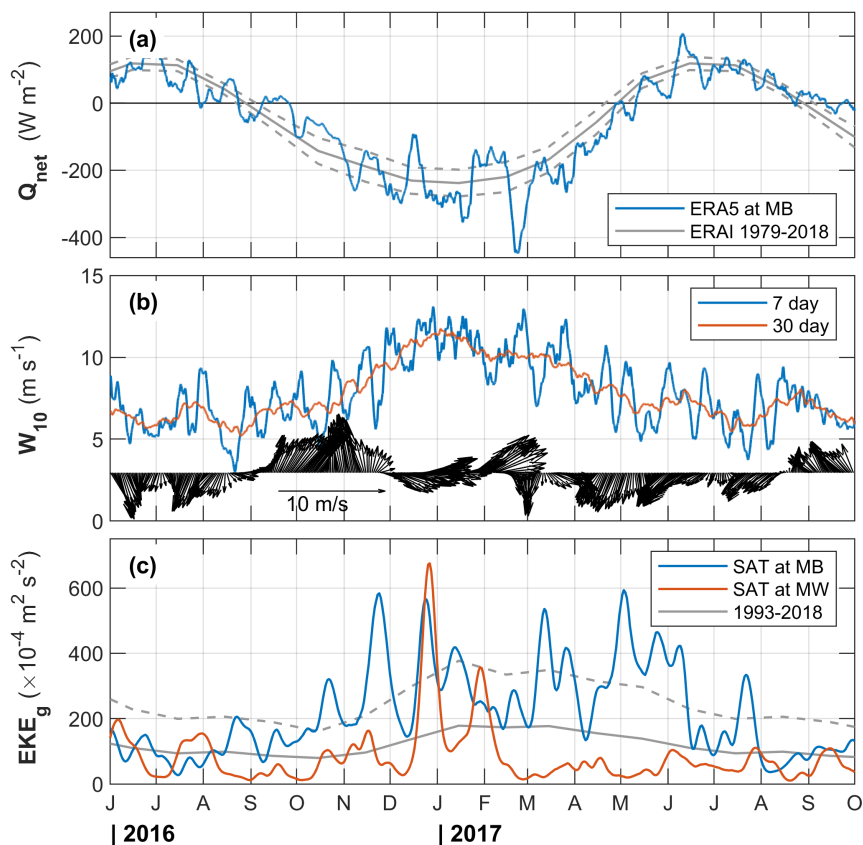 (a)
200
0
-200
-400
Q_net (W m⁻²)
ERA5 at MB
ERAI 1979-2018
(b)
15
10
5
0
W_10 (m s⁻¹)
7 day
30 day
10 m/s
(c)
600
400
200
0
EKE_g (×10⁻⁴ m² s⁻²)
SAT at MB
SAT at MW
1993-2018
J J A S O N D J F M A M J J A S O
| 2016 | 2017